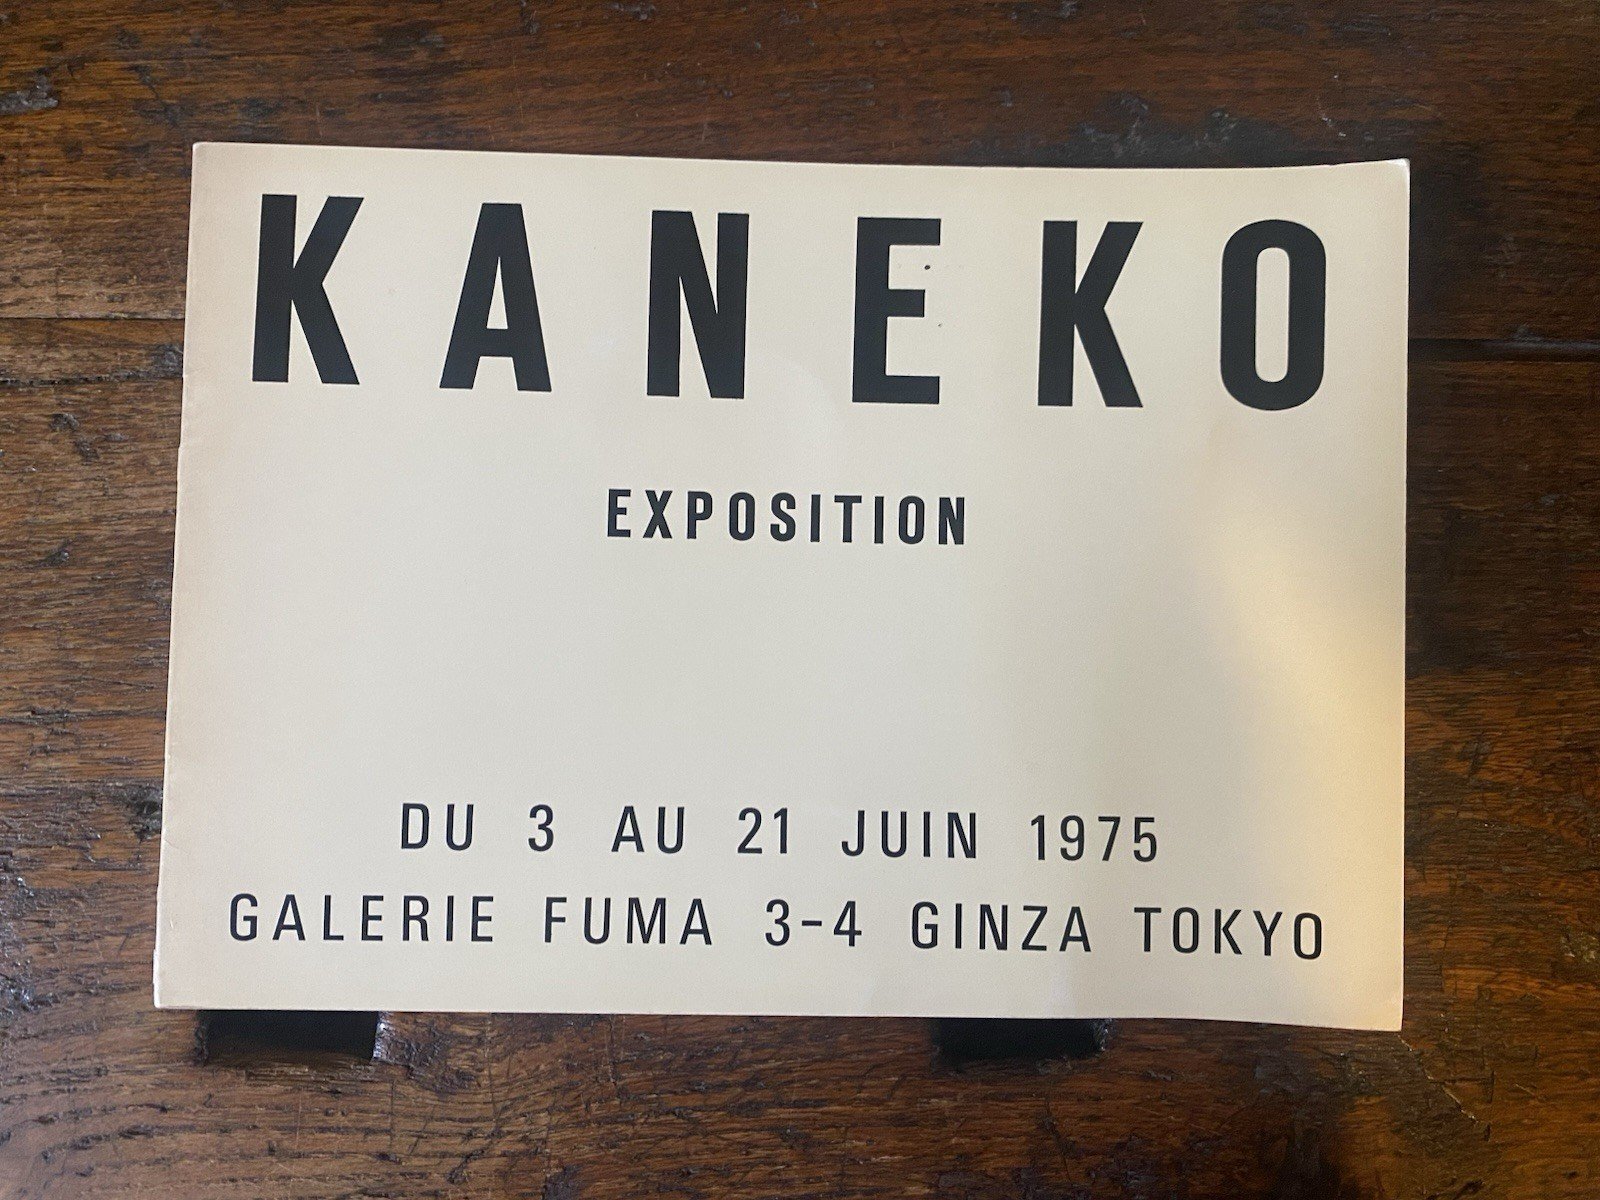 KANEKO
EXPOSITION
DU 3 AU 21 JUIN 1975
GALERIE FUMA 3-4 GINZA TOKYO